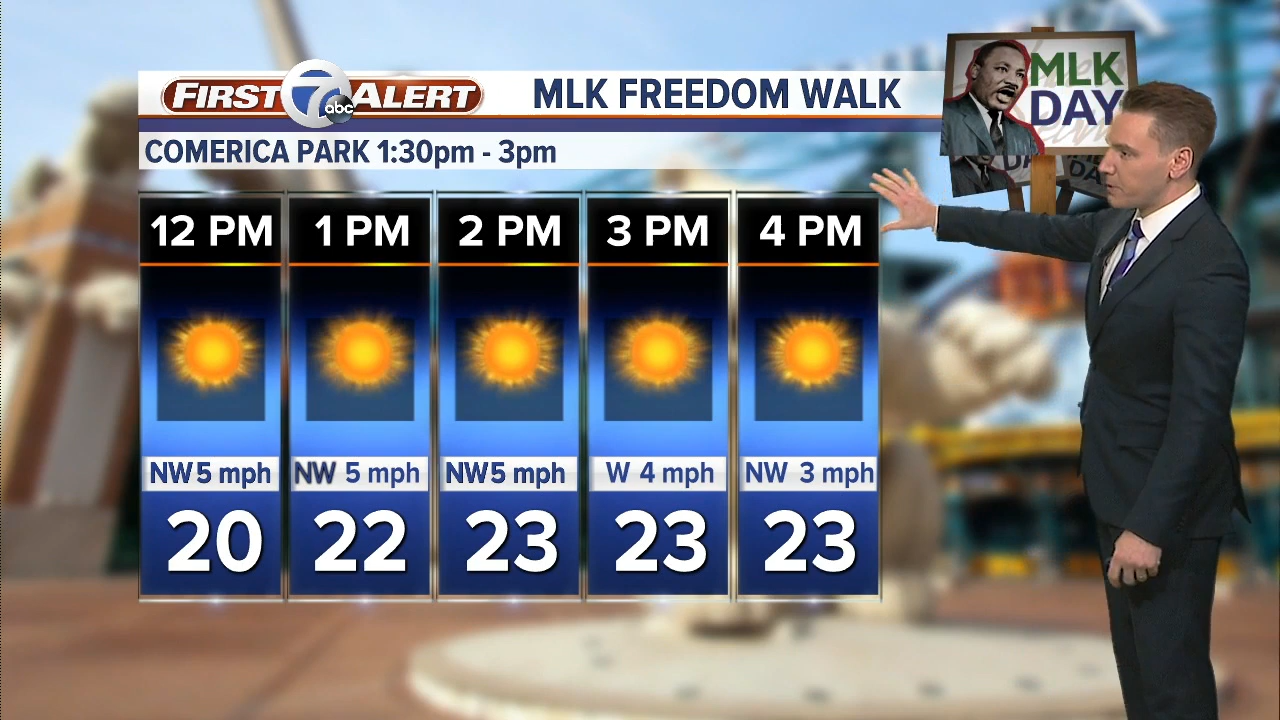 FIRST 7 abc ALERT
MLK FREEDOM WALK
MLK
DAY
COMERICA PARK 1:30pm - 3pm
12 PM 1 PM 2 PM 3 PM 4 PM
NW 5 mph NW 5 mph NW 5 mph W 4 mph NW 3 mph
20 22 23 23 23